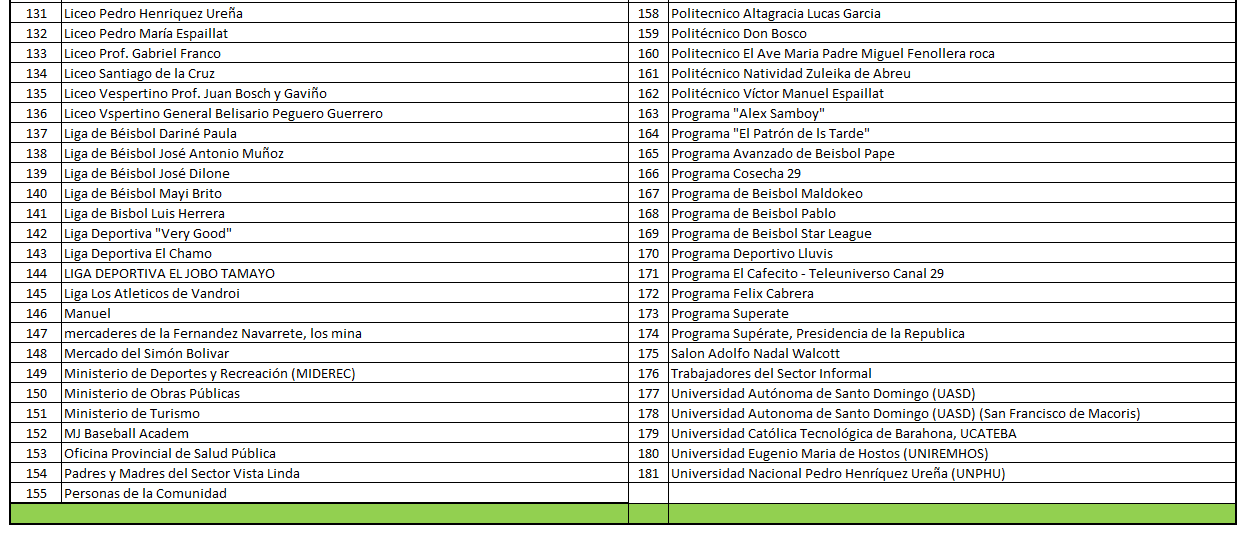 131 Liceo Pedro Henriquez Ureña
132 Liceo Pedro María Espaillat
133 Liceo Prof. Gabriel Franco
134 Liceo Santiago de la Cruz
135 Liceo Vespertino Prof. Juan Bosch y Gaviño
136 Liceo Vspertino General Belisario Peguero Guerrero
137 Liga de Béisbol Dariné Paula
138 Liga de Béisbol José Antonio Muñoz
139 Liga de Béisbol José Dilone
140 Liga de Béisbol Mayi Brito
141 Liga de Bisbol Luis Herrera
142 Liga Deportiva "Very Good"
143 Liga Deportiva El Chamo
144 LIGA DEPORTIVA EL JOBO TAMAYO
145 Liga Los Atleticos de Vandroi
146 Manuel
147 mercaderes de la Fernandez Navarrete, los mina
148 Mercado del Simón Bolivar
149 Ministerio de Deportes y Recreación (MIDEREC)
150 Ministerio de Obras Públicas
151 Ministerio de Turismo
152 MJ Baseball Academ
153 Oficina Provincial de Salud Pública
154 Padres y Madres del Sector Vista Linda
155 Personas de la Comunidad
158 Politecnico Altagracia Lucas Garcia
159 Politécnico Don Bosco
160 Politecnico El Ave Maria Padre Miguel Fenollera roca
161 Politécnico Natividad Zuleika de Abreu
162 Politécnico Víctor Manuel Espaillat
163 Programa "Alex Samboy"
164 Programa "El Patrón de ls Tarde"
165 Programa Avanzado de Beisbol Pape
166 Programa Cosecha 29
167 Programa de Beisbol Maldokeo
168 Programa de Beisbol Pablo
169 Programa de Beisbol Star League
170 Programa Deportivo Lluvis
171 Programa El Cafecito - Teleuniverso Canal 29
172 Programa Felix Cabrera
173 Programa Superate
174 Programa Supérate, Presidencia de la Republica
175 Salon Adolfo Nadal Walcott
176 Trabajadores del Sector Informal
177 Universidad Autónoma de Santo Domingo (UASD)
178 Universidad Autonoma de Santo Domingo (UASD) (San Francisco de Macoris)
179 Universidad Católica Tecnológica de Barahona, UCATEBA
180 Universidad Eugenio Maria de Hostos (UNIREMHOS)
181 Universidad Nacional Pedro Henríquez Ureña (UNPHU)